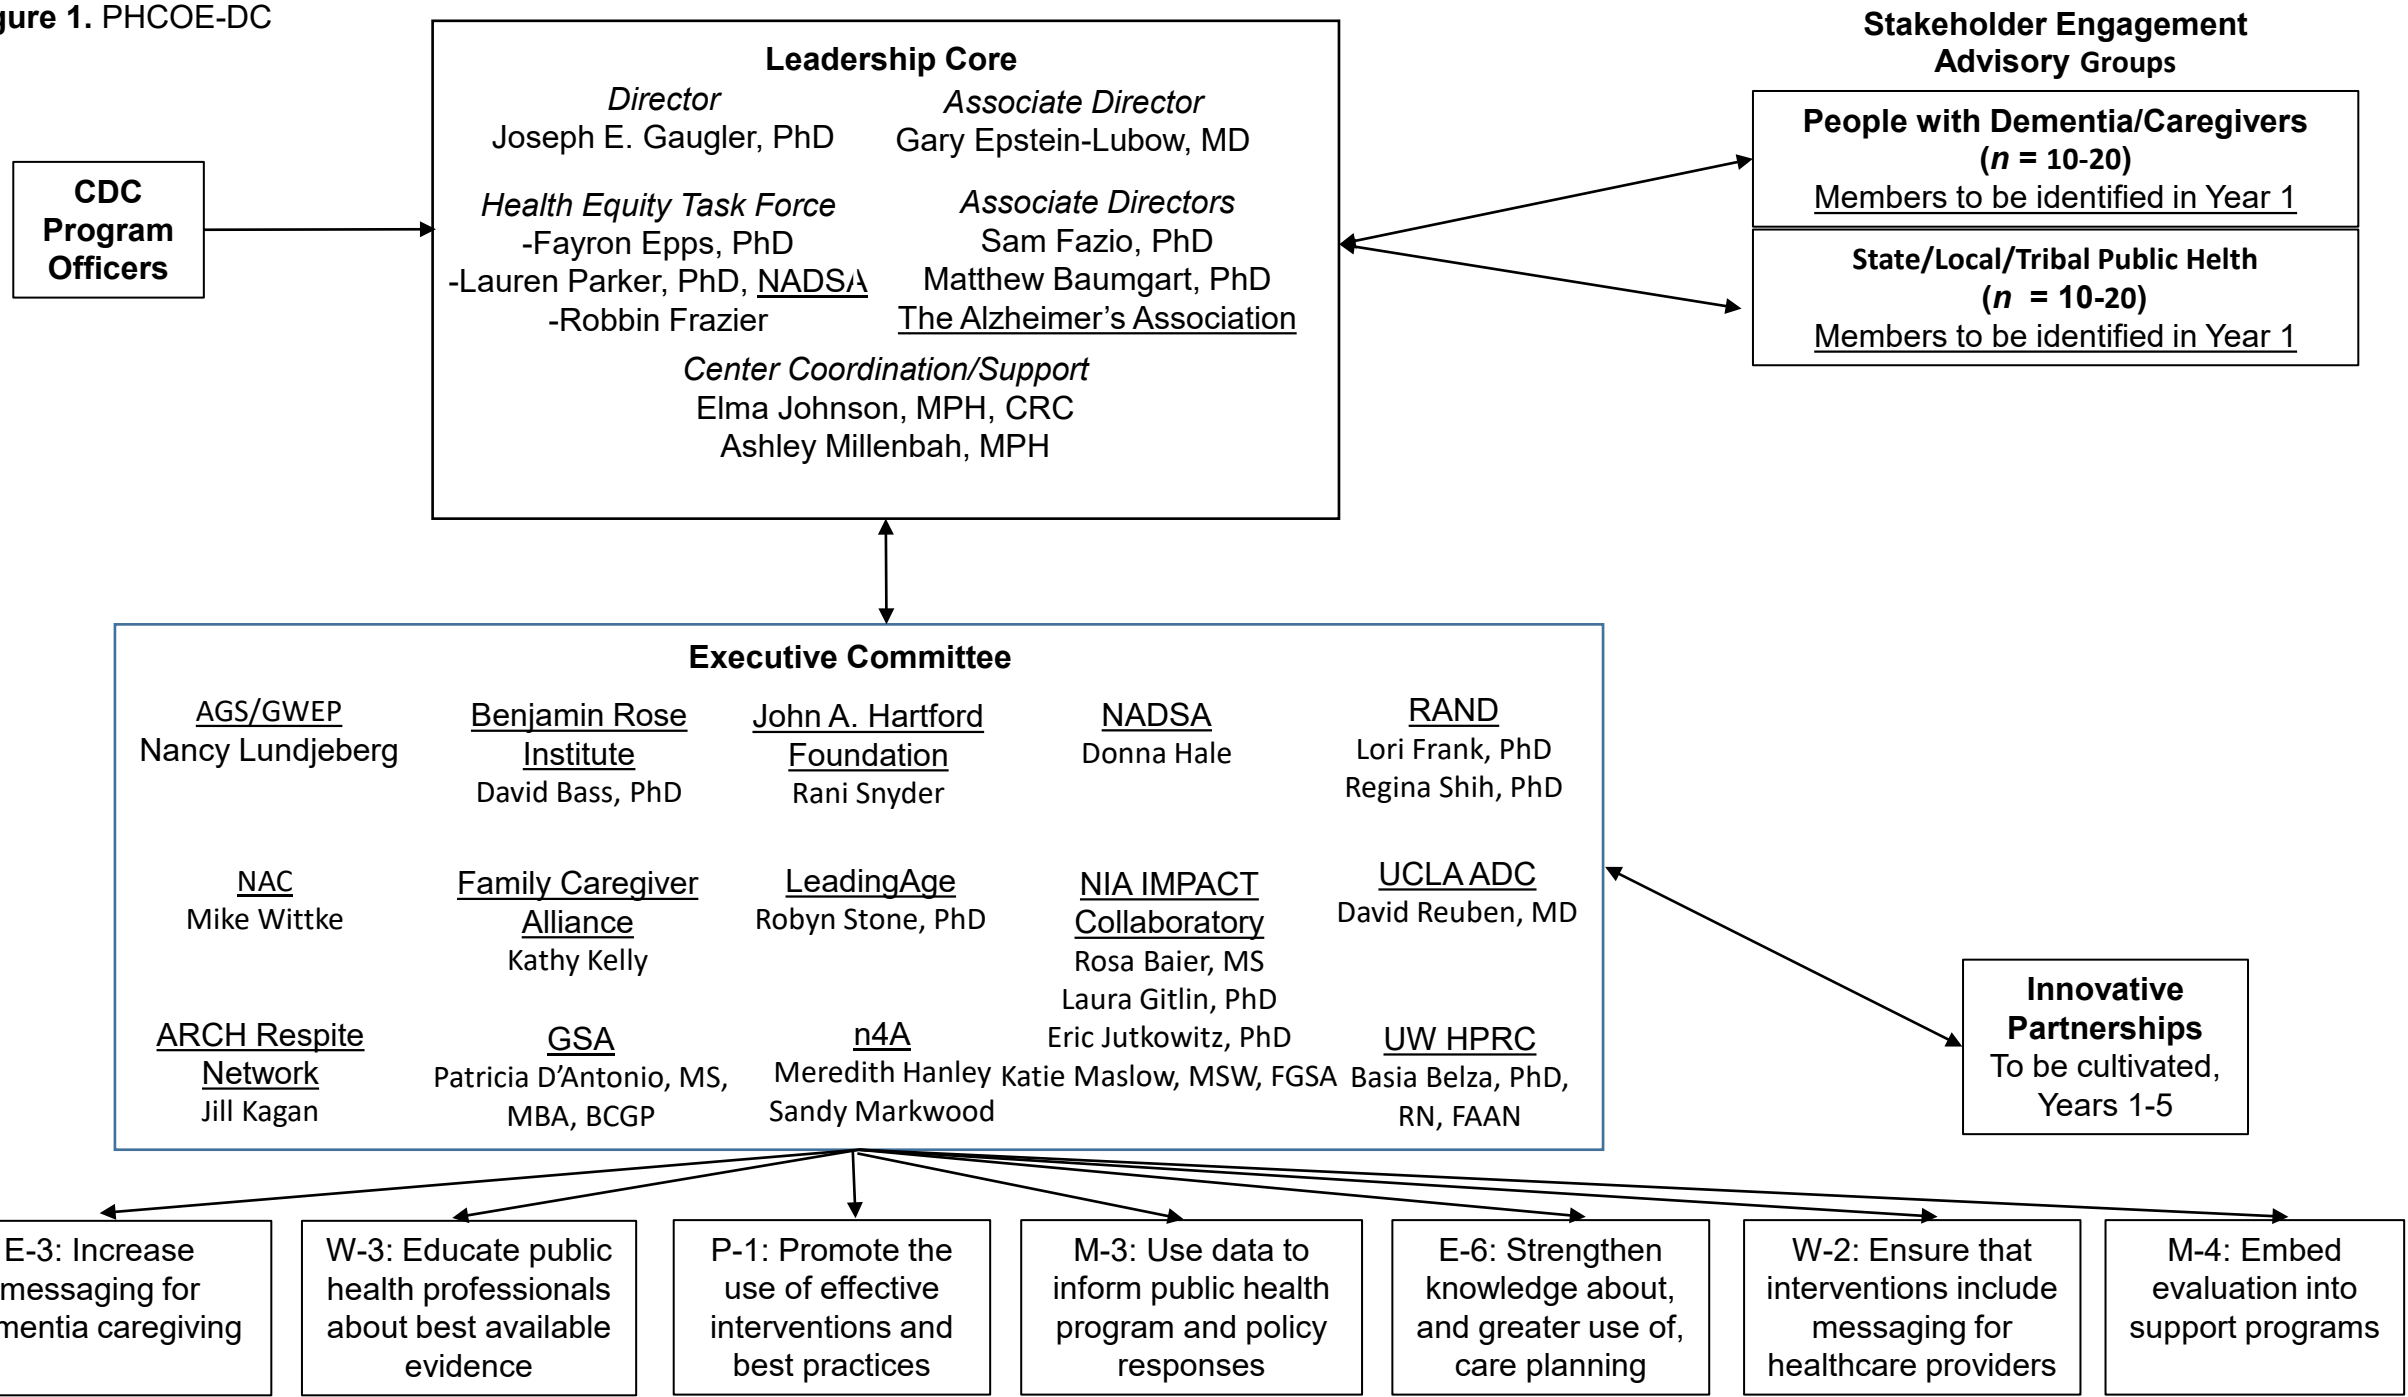 gure 1. PHCOE-DC
Leadership Core
Director
Joseph E. Gaugler, PhD
Associate Director
Gary Epstein-Lubow, MD
Health Equity Task Force
-Fayron Epps, PhD
-Lauren Parker, PhD, NADSA
-Robbin Frazier
Associate Directors
Sam Fazio, PhD
Matthew Baumgart, PhD
The Alzheimer’s Association
Center Coordination/Support
Elma Johnson, MPH, CRC
Ashley Millenbah, MPH
CDC
Program
Officers
Stakeholder Engagement
Advisory Groups
People with Dementia/Caregivers
(n = 10-20)
Members to be identified in Year 1
State/Local/Tribal Public Helth
(n = 10-20)
Members to be identified in Year 1
Executive Committee
AGS/GWEP
Nancy Lundjeberg
Benjamin Rose
Institute
David Bass, PhD
John A. Hartford
Foundation
Rani Snyder
NADSA
Donna Hale
RAND
Lori Frank, PhD
Regina Shih, PhD
NAC
Mike Wittke
Family Caregiver
Alliance
Kathy Kelly
LeadingAge
Robyn Stone, PhD
NIA IMPACT
Collaboratory
Rosa Baier, MS
Laura Gitlin, PhD
Eric Jutkowitz, PhD
Katie Maslow, MSW, FGSA
UCLA ADC
David Reuben, MD
ARCH Respite
Network
Jill Kagan
GSA
Patricia D’Antonio, MS,
MBA, BCGP
n4A
Meredith Hanley
Sandy Markwood
UW HPRC
Basia Belza, PhD,
RN, FAAN
Innovative
Partnerships
To be cultivated,
Years 1-5
E-3: Increase
messaging for
mentia caregiving
W-3: Educate public
health professionals
about best available
evidence
P-1: Promote the
use of effective
interventions and
best practices
M-3: Use data to
inform public health
program and policy
responses
E-6: Strengthen
knowledge about,
and greater use of,
care planning
W-2: Ensure that
interventions include
messaging for
healthcare providers
M-4: Embed
evaluation into
support programs